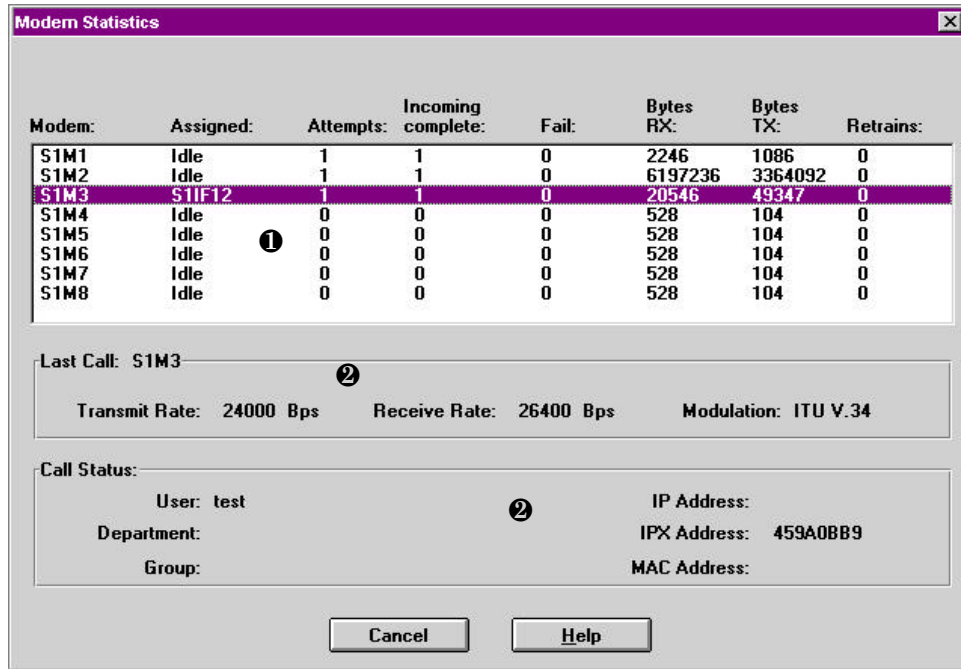 Modem Statistics
Modem: Assigned: Attempts: Incoming complete: Fail: Bytes RX: Bytes TX: Retrains:
S1M1 Idle 1 1 0 2246 1086 0
S1M2 Idle 1 1 0 6197236 3364092 0
S1M3 S1IF12 1 1 0 20546 49347 0
S1M4 Idle 0 0 0 528 104 0
S1M5 Idle ❶ 0 0 0 528 104 0
S1M6 Idle 0 0 0 528 104 0
S1M7 Idle 0 0 0 528 104 0
S1M8 Idle 0 0 0 528 104 0
Last Call: S1M3
❷
Transmit Rate: 24000 Bps Receive Rate: 26400 Bps Modulation: ITU V.34
Call Status:
User: test ❷ IP Address:
Department: IPX Address: 459A0BB9
Group: MAC Address:
Cancel Help